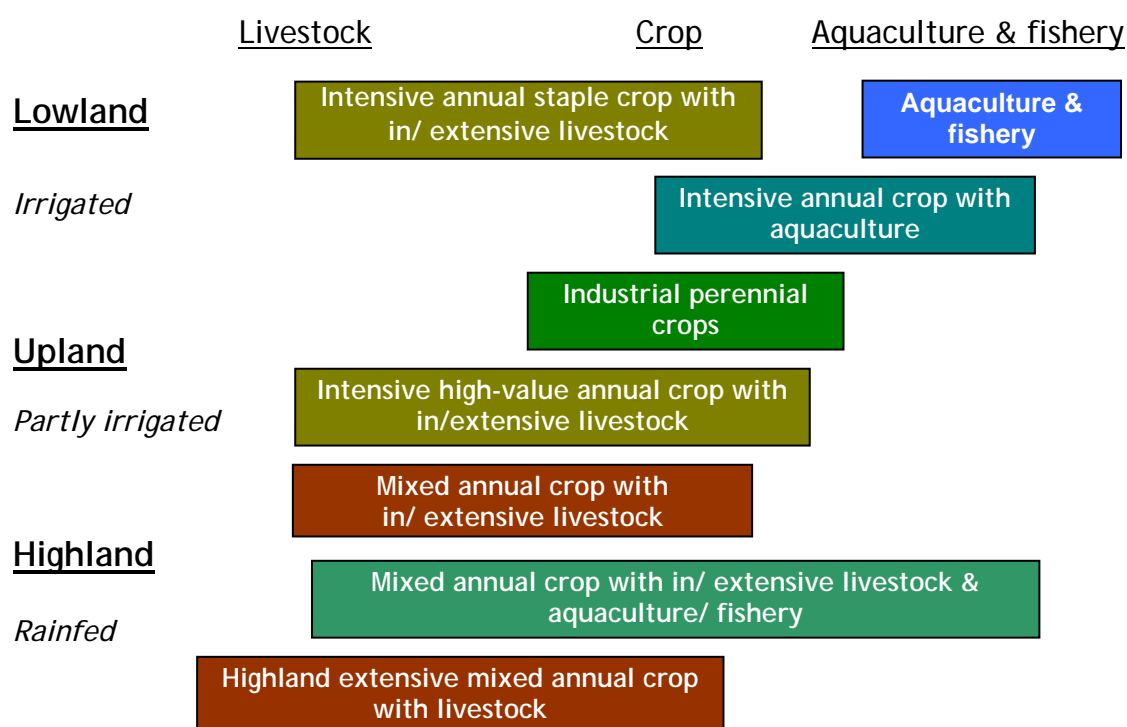 Livestock Crop Aquaculture & fishery
Lowland
Intensive annual staple crop with
in/ extensive livestock
Aquaculture &
fishery
Irrigated
Intensive annual crop with
aquaculture
Industrial perennial
crops
Upland
Intensive high-value annual crop with
in/extensive livestock
Partly irrigated
Mixed annual crop with
in/ extensive livestock
Highland
Mixed annual crop with in/ extensive livestock &
aquaculture/ fishery
Rainfed
Highland extensive mixed annual crop
with livestock